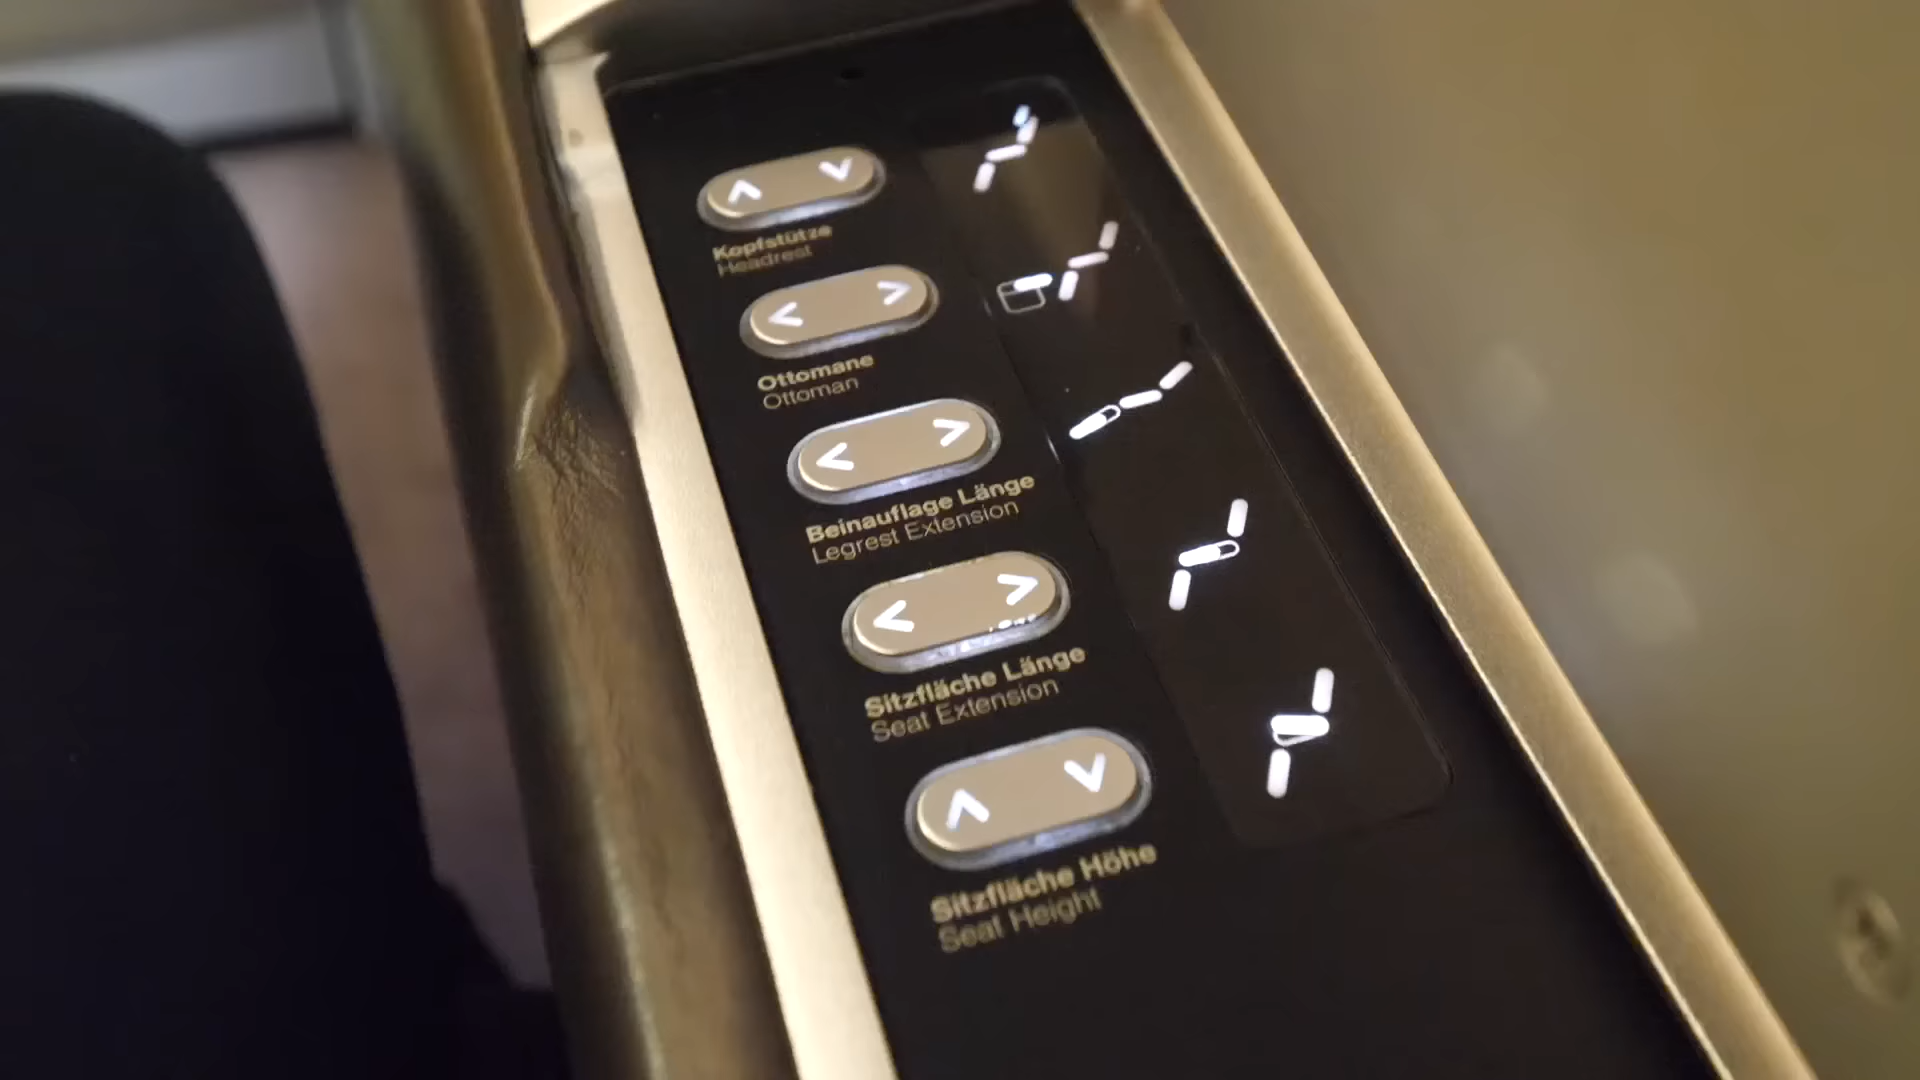 Kopfstütze
Headrest
Ottomane
Ottoman
Beinauflage Länge
Legrest Extension
Sitzfläche Länge
Seat Extension
Sitzfläche Höhe
Seat Height